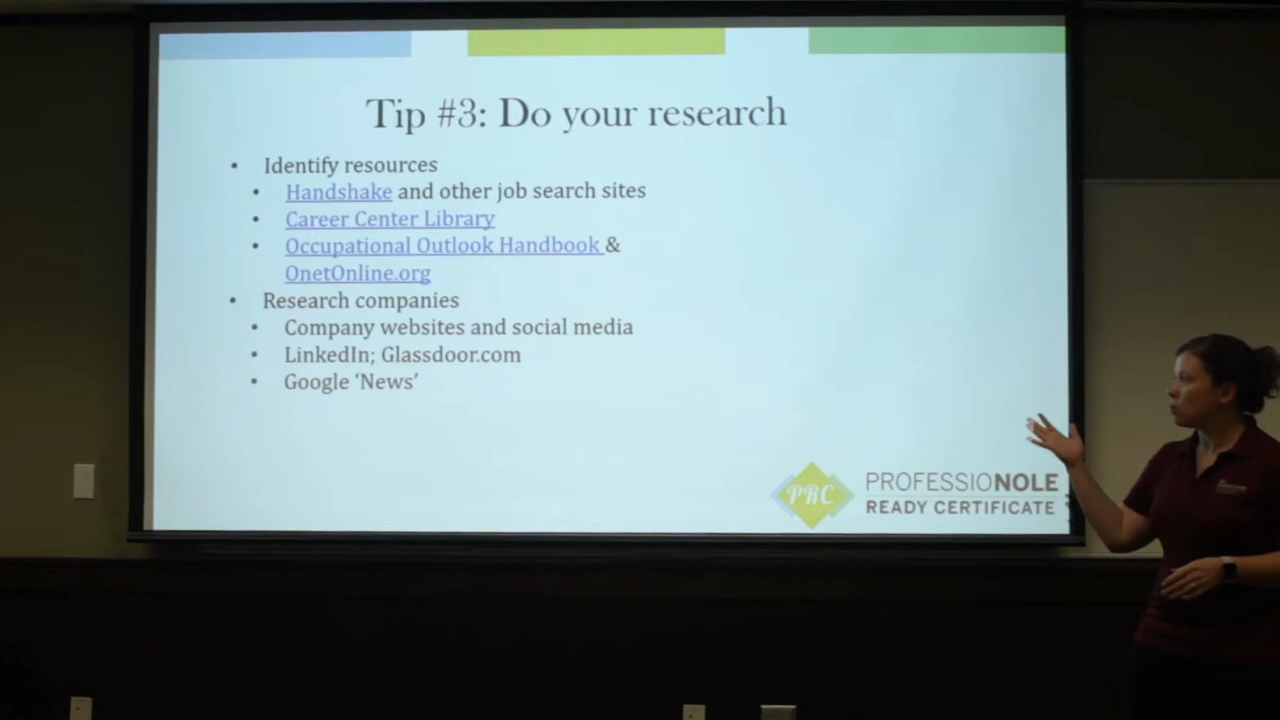 Tip #3: Do your research
• Identify resources
• Handshake and other job search sites
• Career Center Library
• Occupational Outlook Handbook &
OnetOnline.org
• Research companies
• Company websites and social media
• LinkedIn; Glassdoor.com
• Google ‘News’
PRC
PROFESSIONOLE
READY CERTIFICATE